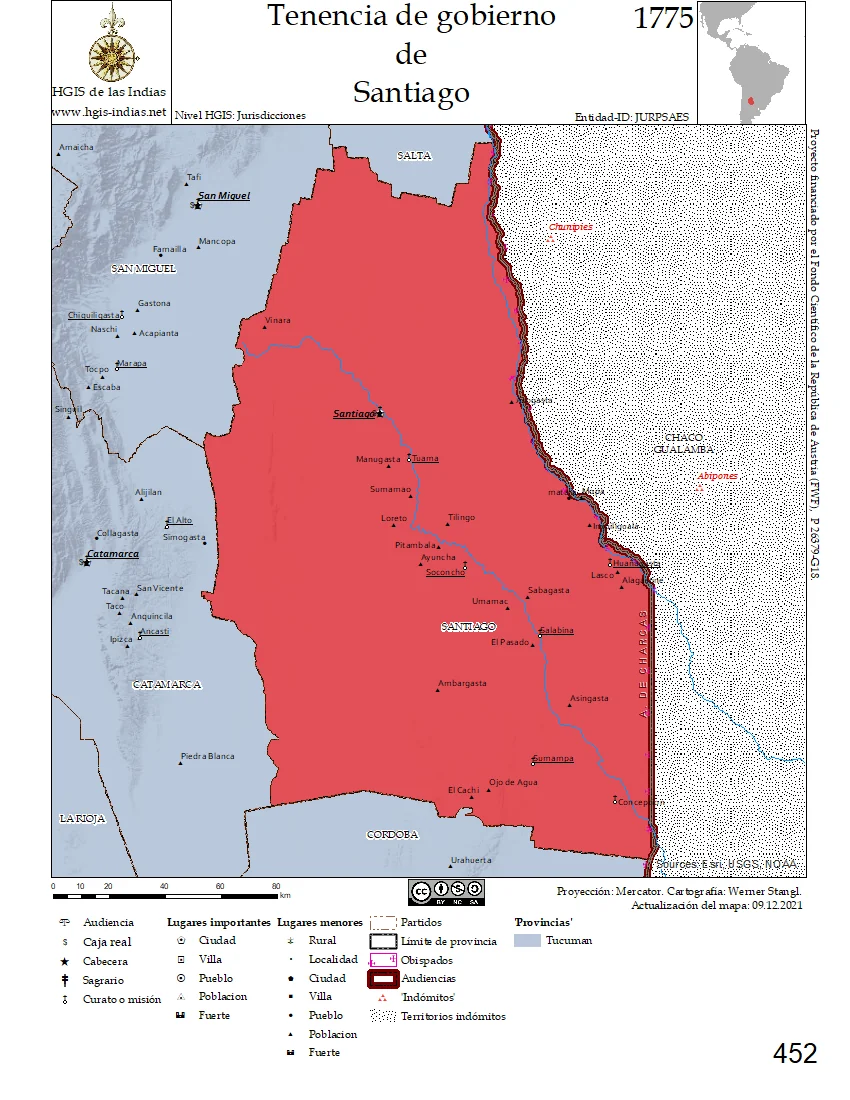 Tenencia de gobierno
de
Santiago
1775
HGIS de las Indias
www.hgis-indias.net
Nivel HGIS: Jurisdicciones
Entidad-ID: JURPSAES
Proyecto financiado por el Fondo Científico de la República de Austria (FWF), P 26379-G18.
Amaicha
SALTA
Tafi
San Miguel
Chunipies
Mancopa
Famailla
SAN MIGUEL
Gastona
Chiquiligasta
Vinara
Naschi
Acapianta
Marapa
Tocpo
Escaba
Singuil
Santiago
CHACO
GUALAMBA
Manugasta
Tuama
Abipones
Sumamao
Alijilan
Loreto
Tilingo
El Alto
Collagasta
Simogasta
Pitambala
Catamarca
Ayuncha
Soconcho
Lasco
Tacana
San Vicente
Sabagasta
Taco
Umamac
Anquincila
SANTIAGO
Salabina
Ancasti
Ipizca
El Pasado
A. DE CHARCAS
CATAMARCA
Ambargasta
Asingasta
Piedra Blanca
Sumampa
Ojo de Agua
El Cachi
LA RIOJA
CORDOBA
Urahuerta
Sources: Esri, USGS, NOAA
0 10 20 40 60 80
km
CC BY NC SA
Proyección: Mercator. Cartografía: Werner Stangl.
Actualización del mapa: 09.12.2021
Audiencia
Caja real
Cabecera
Sagrario
Curato o misión
Lugares importantes
Ciudad
Villa
Pueblo
Poblacion
Fuerte
Lugares menores
Rural
Localidad
Ciudad
Villa
Pueblo
Poblacion
Fuerte
Partidos
Límite de provincia
Obispados
Audiencias
'Indómitos'
Territorios indómitos
'Provincias'
Tucuman
452